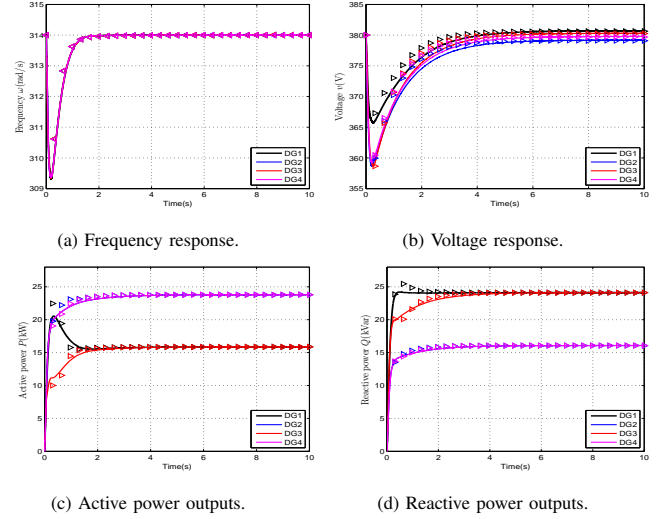 315
314
313
312
311
310
309
Frequency ω(rad/s)
0 2 4 6 8 10
Time(s)
DG1
DG2
DG3
DG4
(a) Frequency response.
385
380
375
370
365
360
355
Voltage v(V)
0 2 4 6 8 10
Time(s)
DG1
DG2
DG3
DG4
(b) Voltage response.
25
20
15
10
5
0
Active power P(kW)
0 2 4 6 8 10
Time(s)
DG1
DG2
DG3
DG4
(c) Active power outputs.
25
20
15
10
5
0
Reactive power Q(kVar)
0 2 4 6 8 10
Time(s)
DG1
DG2
DG3
DG4
(d) Reactive power outputs.